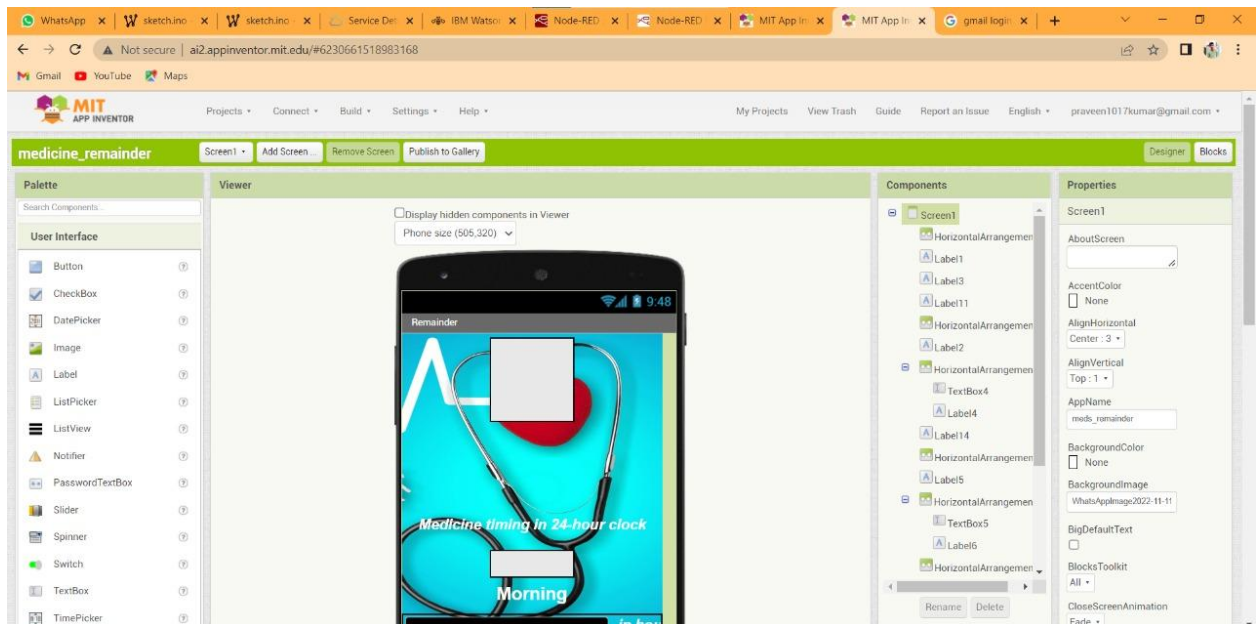 WhatsApp
sketch.ino
sketch.ino
Service Det
IBM Watson
Node-RED
Node-RED
MIT App In
MIT App In
gmail login
Not secure | ai2.appinventor.mit.edu/#6230661518983168
Gmail YouTube Maps
MIT
APP INVENTOR
Projects Connect Build Settings Help
My Projects View Trash Guide Report an Issue English praveen1017kumar@gmail.com
medicine_remainder
Screen1 Add Screen... Remove Screen Publish to Gallery
Designer Blocks
Palette
Search Components...
User Interface
Button
CheckBox
DatePicker
Image
Label
ListPicker
ListView
Notifier
PasswordTextBox
Slider
Spinner
Switch
TextBox
TimePicker
Viewer
Display hidden components in Viewer
Phone size (505,320)
9:48
Remainder
Medicine timing in 24-hour clock
Morning
in hou
Components
Screen1
HorizontalArrangemen
Label1
Label3
Label11
HorizontalArrangemen
Label2
HorizontalArrangemen
TextBox4
Label4
Label14
HorizontalArrangemen
Label5
HorizontalArrangemen
TextBox5
Label6
HorizontalArrangemen
Rename Delete
Properties
Screen1
AboutScreen
AccentColor
None
AlignHorizontal
Center : 3
AlignVertical
Top : 1
AppName
meds_remainder
BackgroundColor
None
BackgroundImage
WhatsAppImage2022-11-11
BigDefaultText
BlocksToolkit
All
CloseScreenAnimation
Fade